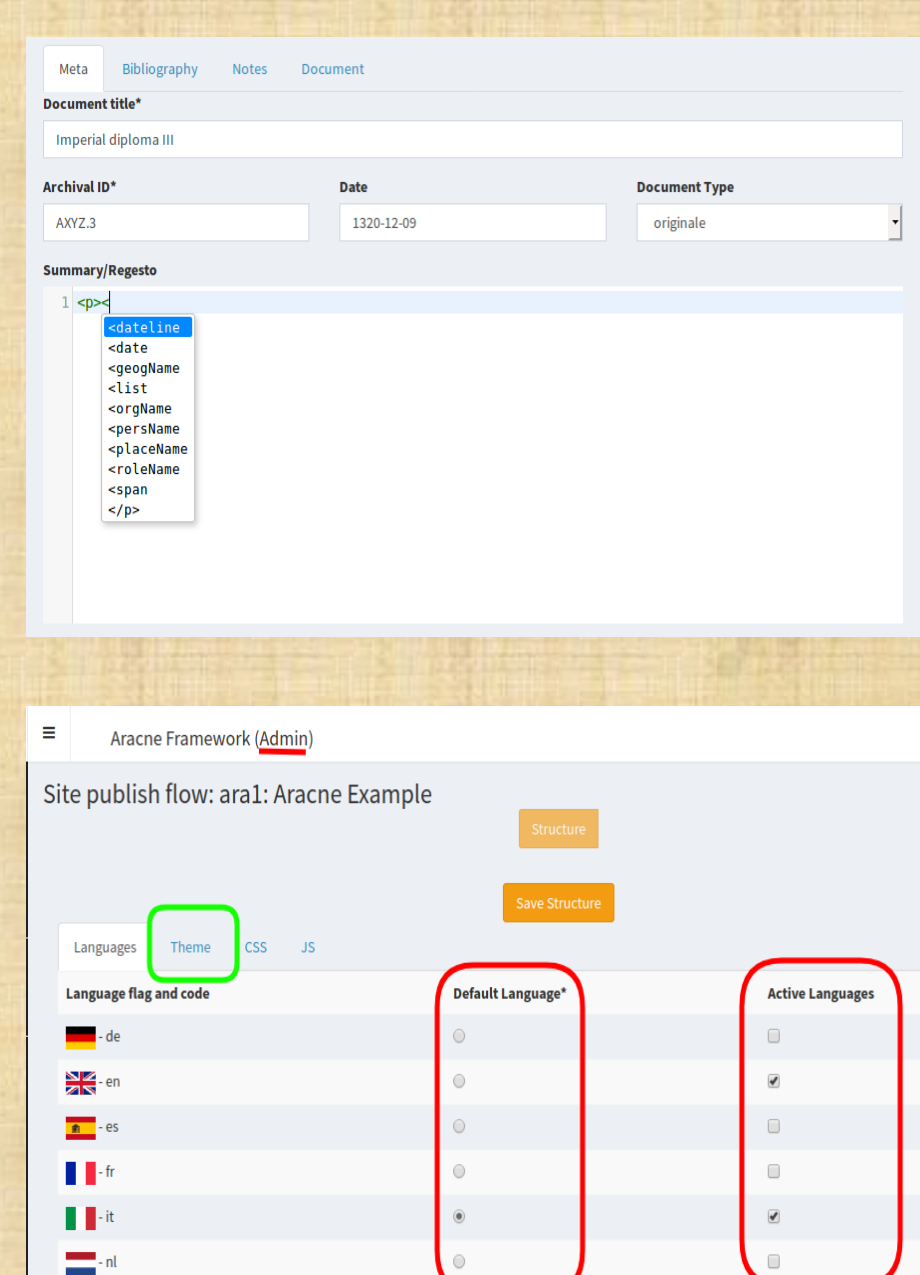 Meta Bibliography Notes Document
Document title*
Imperial diploma III
Archival ID* Date Document Type
AXYZ.3 1320-12-09 originale
Summary/Regesto
1 <p><
<dateline
<date
<geogName
<list
<orgName
<persName
<placeName
<roleName
<span
</p>
Aracne Framework (Admin)
Site publish flow: ara1: Aracne Example
Structure
Save Structure
Languages Theme CSS JS
Language flag and code Default Language* Active Languages
- de
- en
- es
- fr
- it
- nl